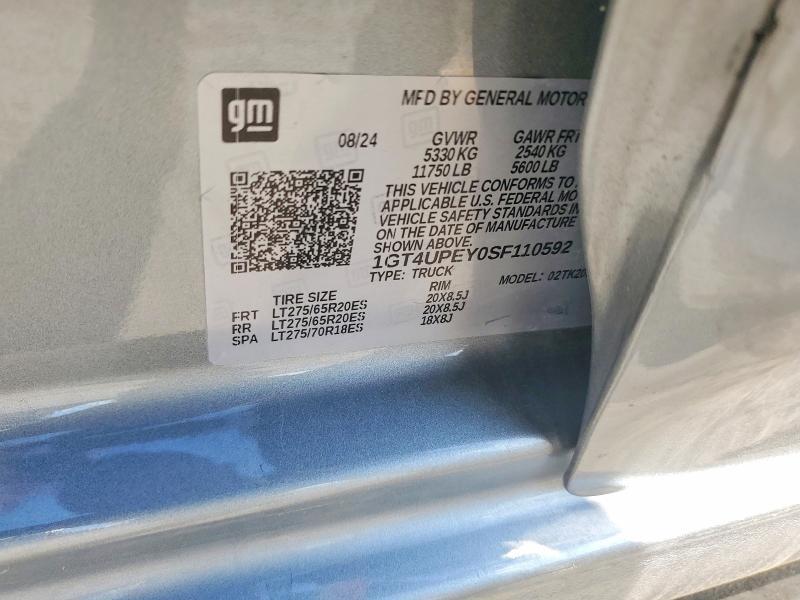 gm
MFD BY GENERAL MOTOR
08/24
GVWR GAWR FRT
5330 KG 2540 KG
11750 LB 5600 LB
THIS VEHICLE CONFORMS TO
APPLICABLE U.S. FEDERAL MO
VEHICLE SAFETY STANDARDS IN
ON THE DATE OF MANUFACTURE
SHOWN ABOVE.
1GT4UPEY0SF110592
TYPE: TRUCK MODEL: 02TK20
TIRE SIZE RIM
FRT LT275/65R20ES 20X8.5J
RR LT275/65R20ES 20X8.5J
SPA LT275/70R18ES 18X8J